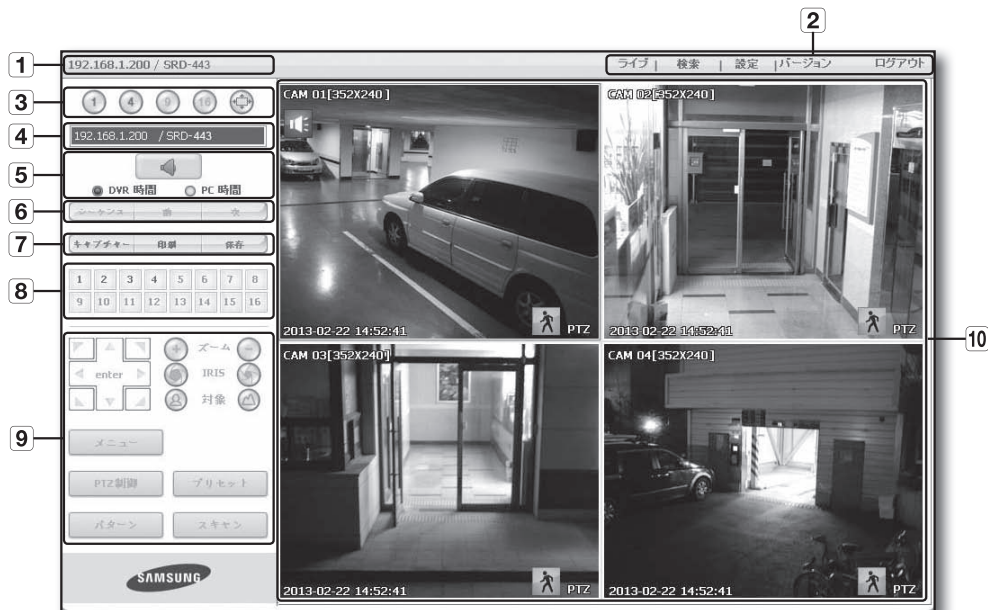 2
1
192.168.1.200 / SRD-443
ライブ | 検索 | 設定 |バージョン ログアウト
3
1 4 9 16
4
192.168.1.200 / SRD-443
5
DVR 時間 PC 時間
6
シーケンス 前 次
7
キャプチャー 印刷 保存
8
1 2 3 4 5 6 7 8
9 10 11 12 13 14 15 16
9
ズーム
enter IRIS
対象
メニュー
PTZ制御 プリセット
パターン スキャン
SAMSUNG
CAM 01[352X240]
2013-02-22 14:52:41 PTZ
CAM 02[352X240]
2013-02-22 14:52:41 PTZ
CAM 03[352X240]
2013-02-22 14:52:41 PTZ
CAM 04[352X240]
2013-02-22 14:52:41 PTZ
10